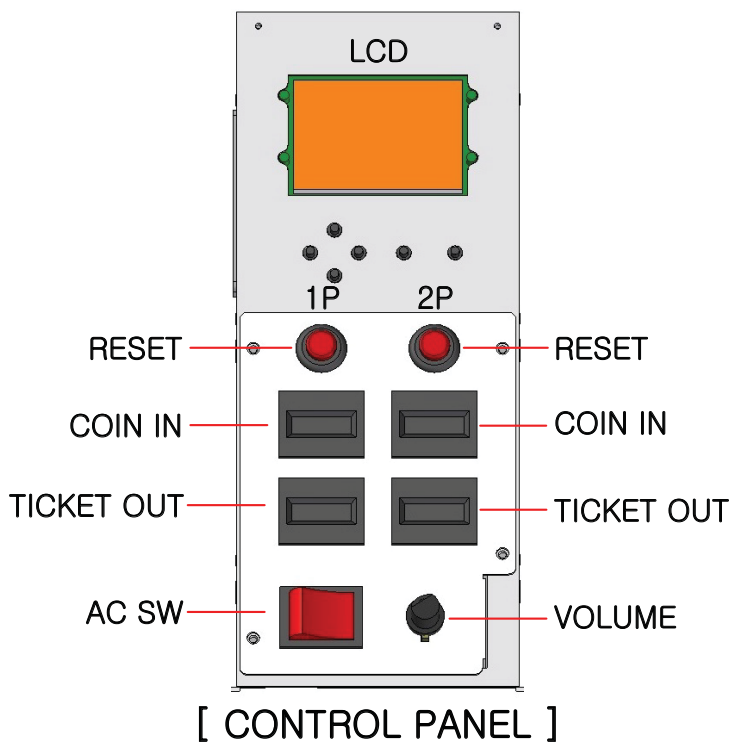 LCD
1P 2P
RESET RESET
COIN IN COIN IN
TICKET OUT TICKET OUT
AC SW VOLUME
[ CONTROL PANEL ]